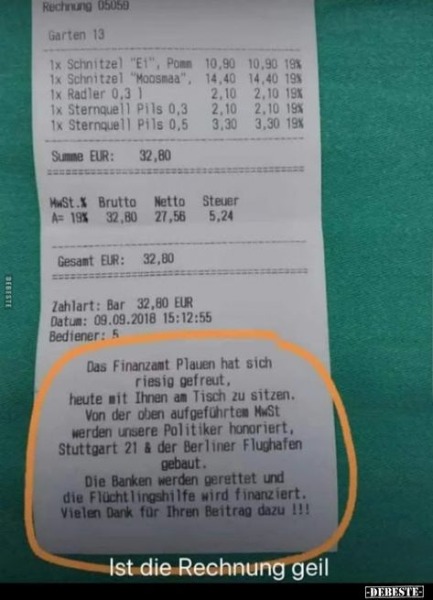 Rechnung 05050
Garten 13
1x Schnitzel "Ei", Pomm 10,90 10,90 19%
1x Schnitzel "Moosmaa", 14,40 14,40 19%
1x Radler 0,3 l 2,10 2,10 19%
1x Sternquell Pils 0,3 2,10 2,10 19%
1x Sternquell Pils 0,5 3,30 3,30 19%
Summe EUR: 32,80
MwSt.% Brutto Netto Steuer
A= 19% 32,80 27,56 5,24
Gesamt EUR: 32,80
Zahlart: Bar 32,80 EUR
Datum: 09.09.2018 15:12:55
Bediener: 5
Das Finanzamt Plauen hat sich
riesig gefreut,
heute mit Ihnen am Tisch zu sitzen.
Von der oben aufgeführtem MwSt
werden unsere Politiker honoriert,
Stuttgart 21 & der Berliner Flughafen
gebaut.
Die Banken werden gerettet und
die Flüchtlingshilfe wird finanziert.
Vielen Dank für Ihren Beitrag dazu !!!
Ist die Rechnung geil
DEBESTE
-DEBESTE-